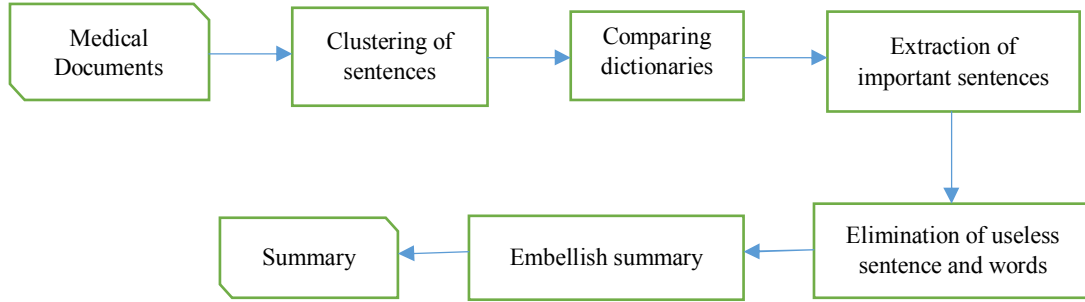 Medical
Documents
Clustering of
sentences
Comparing
dictionaries
Extraction of
important sentences
Elimination of useless
sentence and words
Embellish summary
Summary